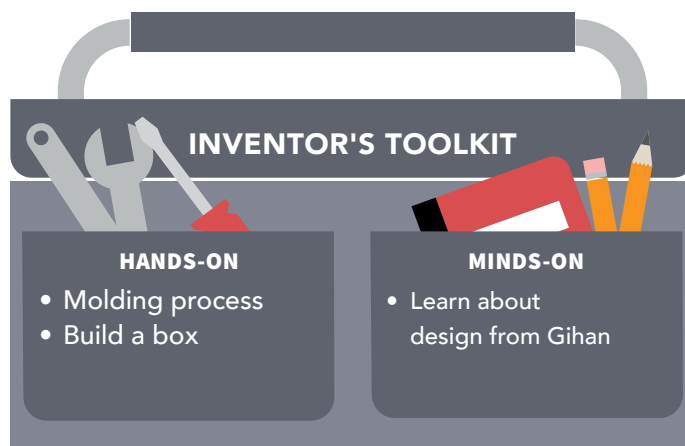 INVENTOR'S TOOLKIT
HANDS-ON
• Molding process
• Build a box
MINDS-ON
• Learn about
design from Gihan